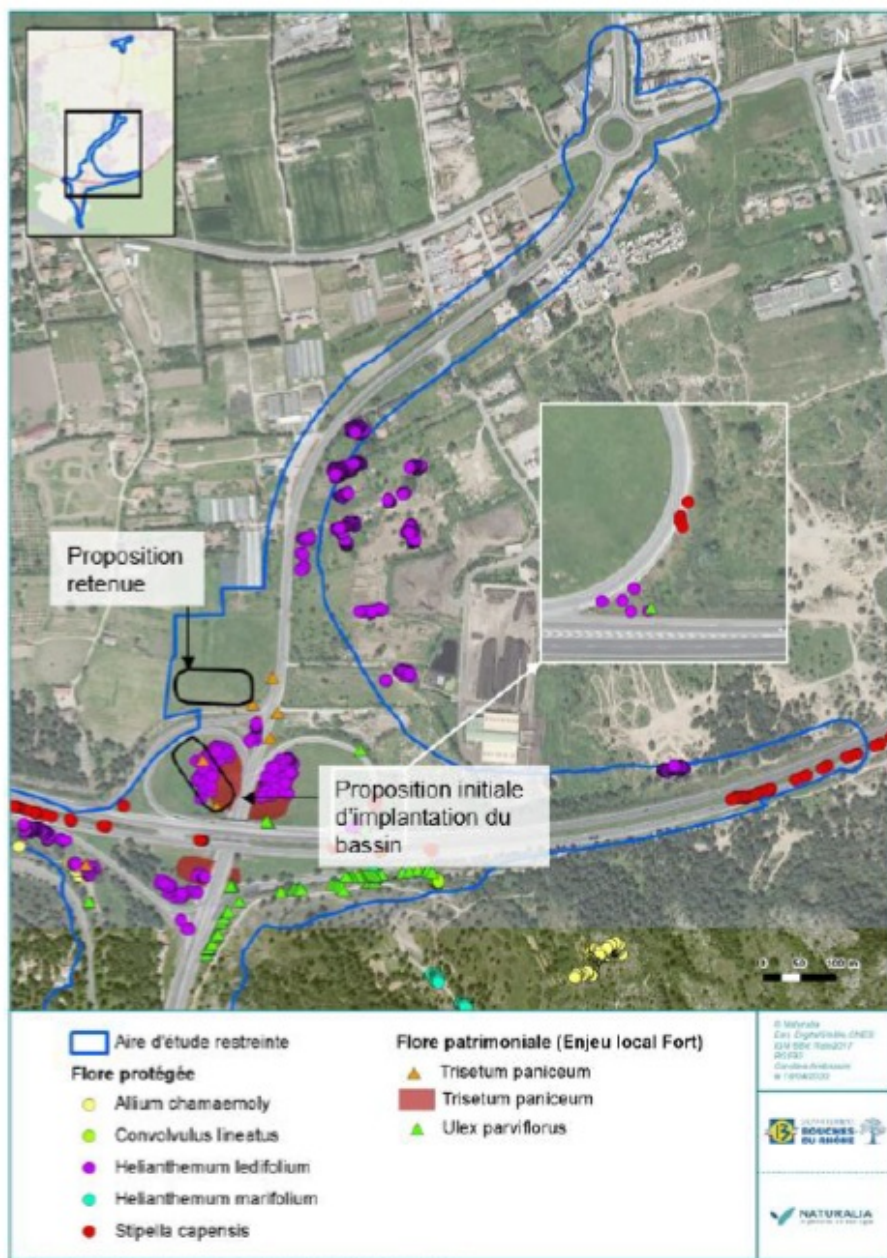 N
Proposition
retenue
Proposition initiale
d'implantation du
bassin
0 50 100 m
Aire d'étude restreinte
Flore protégée
Allium chamaemoly
Convolvulus lineatus
Helianthemum ledifolium
Helianthemum marifolium
Stipella capensis
Flore patrimoniale (Enjeu local Fort)
Trisetum paniceum
Trisetum paniceum
Ulex parviflorus
© Naturalia
BOUCHES
DU RHÔNE
NATURALIA